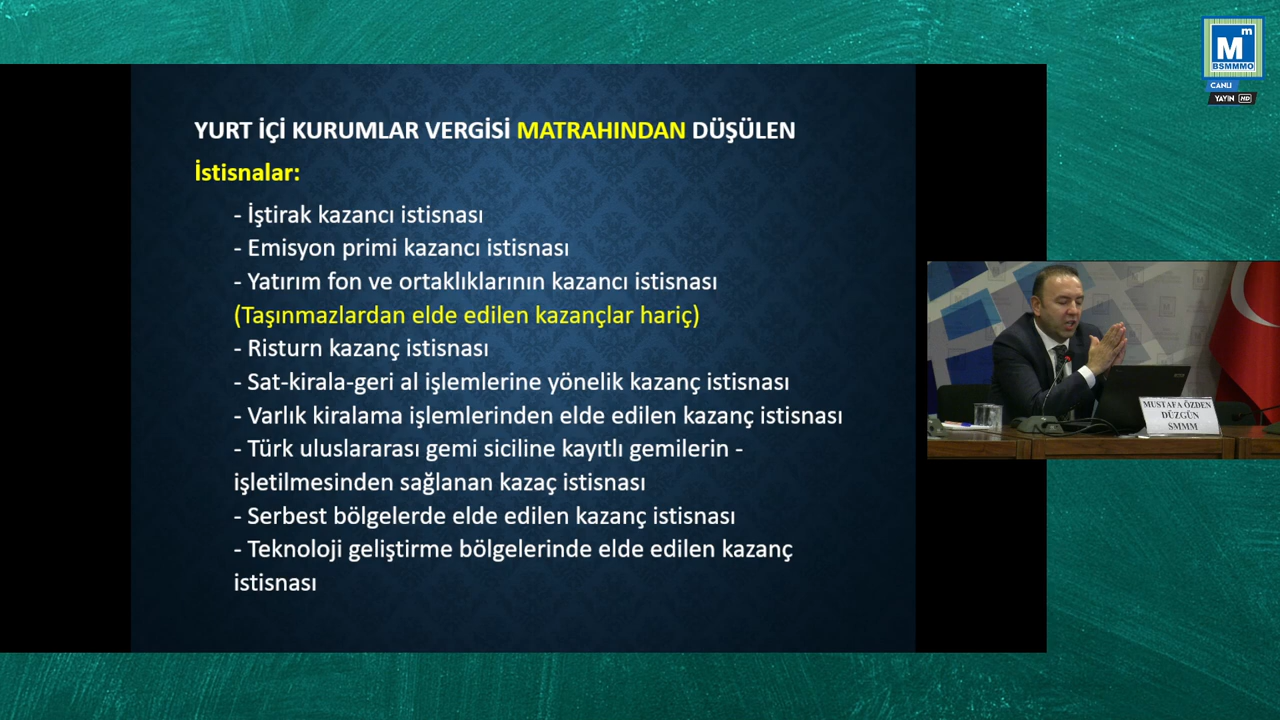 YURT İÇİ KURUMLAR VERGİSİ MATRAHINDAN DÜŞÜLEN
İstisnalar:
- İştirak kazancı istisnası
- Emisyon primi kazancı istisnası
- Yatırım fon ve ortaklıklarının kazancı istisnası
(Taşınmazlardan elde edilen kazançlar hariç)
- Risturn kazanç istisnası
- Sat-kirala-geri al işlemlerine yönelik kazanç istisnası
- Varlık kiralama işlemlerinden elde edilen kazanç istisnası
- Türk uluslararası gemi siciline kayıtlı gemilerin -
işletilmesinden sağlanan kazaç istisnası
- Serbest bölgelerde elde edilen kazanç istisnası
- Teknoloji geliştirme bölgelerinde elde edilen kazanç
istisnası
Mm
BSMMMO
CANLI
YAYIN HD
MUSTAFA ÖZDEN
DÜZGÜN
SMMM